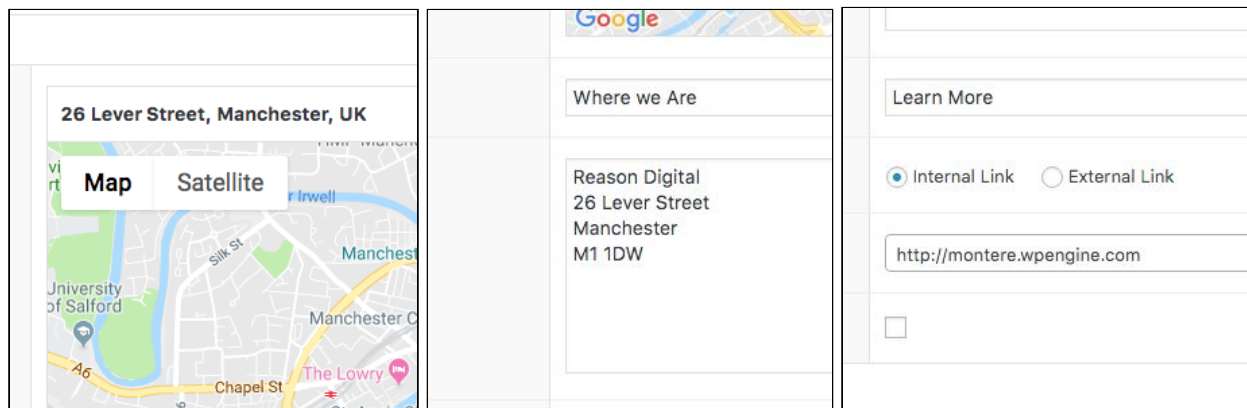 26 Lever Street, Manchester, UK
Map
Satellite
r Irwell
Silk St
Manchest
University
of Salford
Manchester C
A6
The Lowry
Chapel St
Google
Where we Are
Reason Digital
26 Lever Street
Manchester
M1 1DW
Learn More
Internal Link
External Link
http://montere.wpengine.com